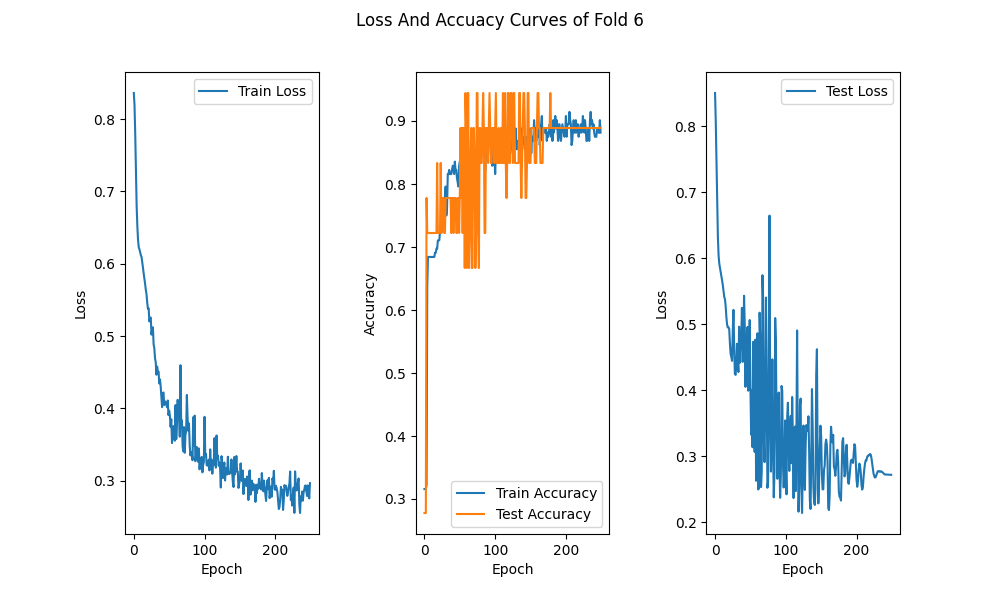 Loss And Accuacy Curves of Fold 6
Train Loss
0.8
0.7
0.6
0.5
0.4
0.3
Loss
0
100
200
Epoch
0.9
0.8
0.7
0.6
0.5
0.4
0.3
Accuracy
Train Accuracy
Test Accuracy
0
100
200
Epoch
Test Loss
0.8
0.7
0.6
0.5
0.4
0.3
0.2
Loss
0
100
200
Epoch